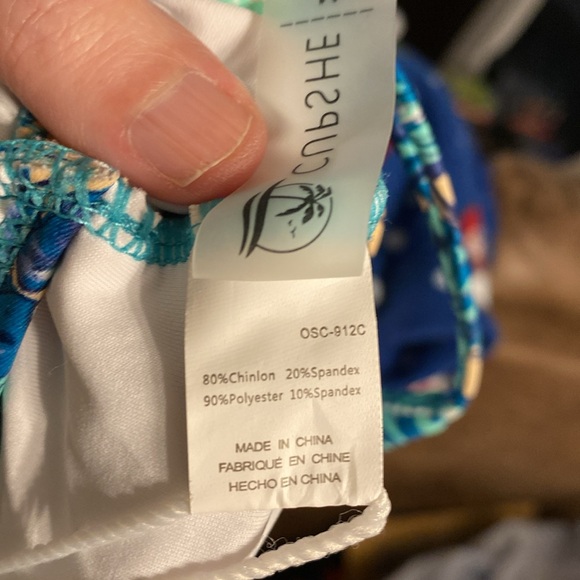 CUPSHE
OSC-912C
80%Chinlon 20%Spandex
90%Polyester 10%Spandex
MADE IN CHINA
FABRIQUÉ EN CHINE
HECHO EN CHINA